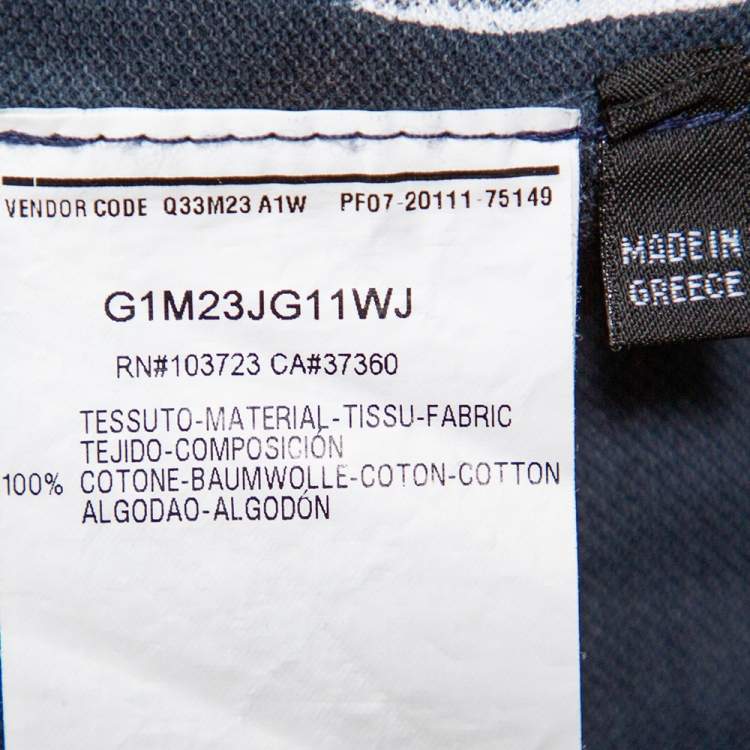 VENDOR CODE Q33M23 A1W PF07-20111-75149
G1M23JG11WJ
RN#103723 CA#37360
TESSUTO-MATERIAL-TISSU-FABRIC
TEJIDO-COMPOSICIÓN
100% COTONE-BAUMWOLLE-COTON-COTTON
ALGODAO-ALGODÓN
MADE IN
GREECE